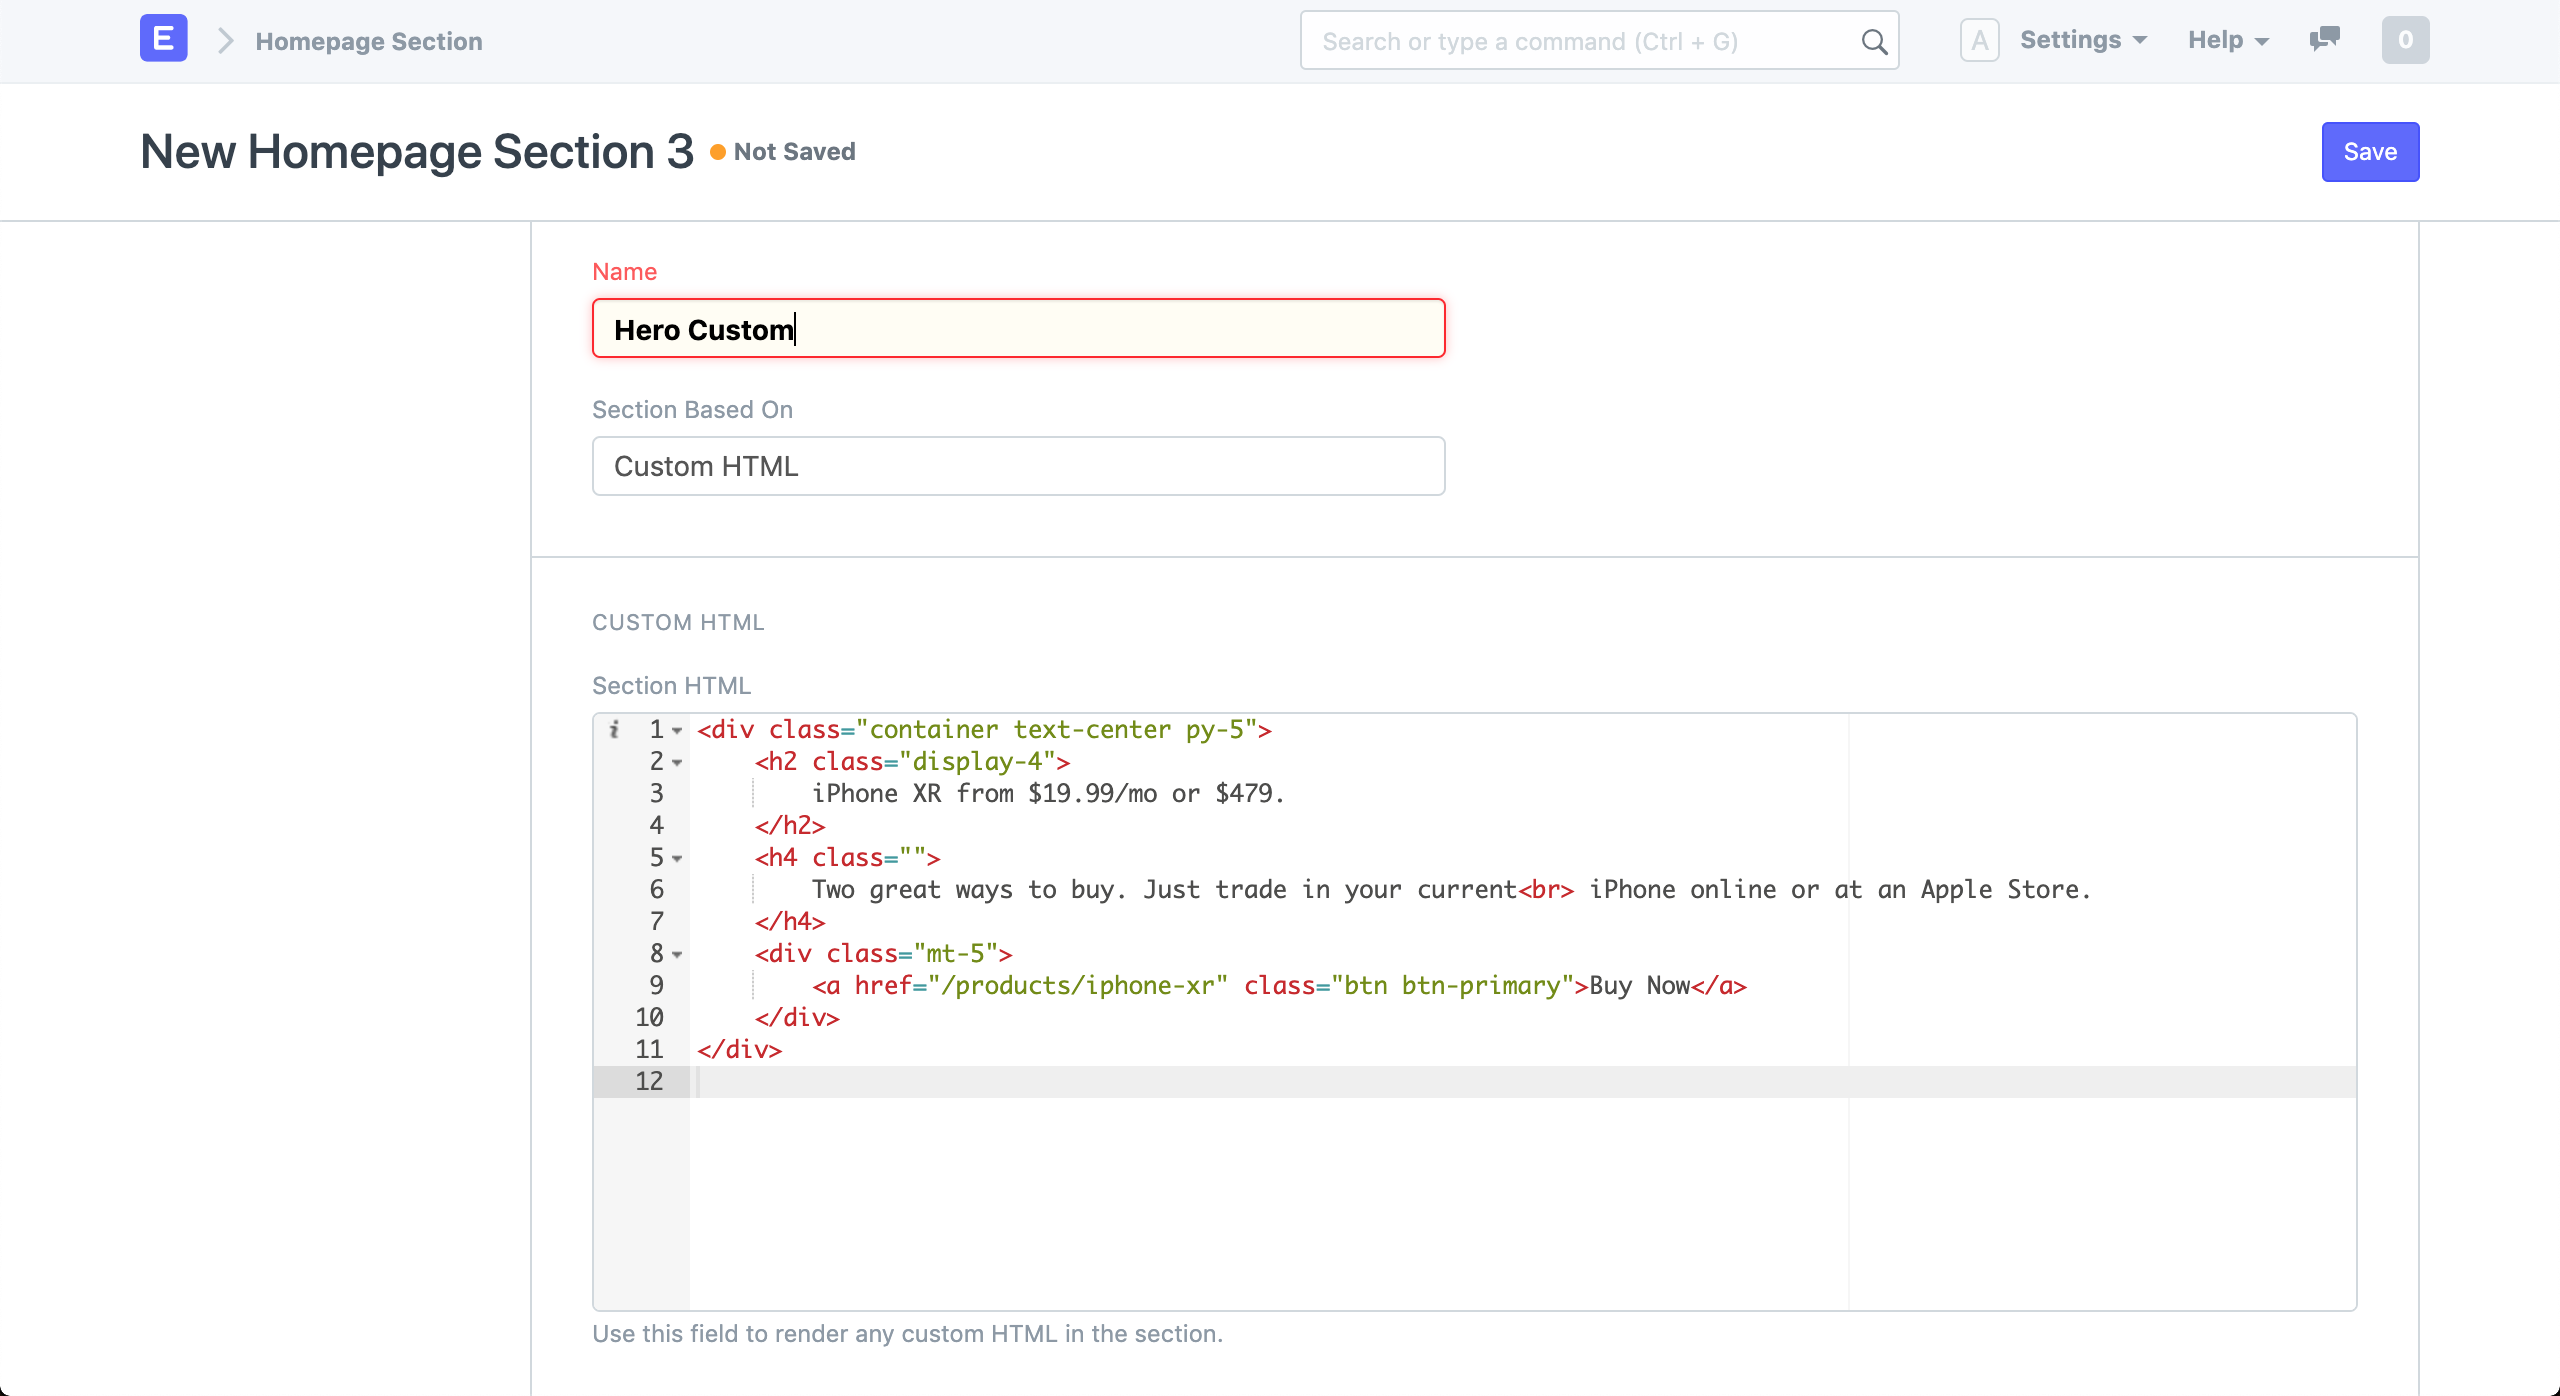 E
Homepage Section
Search or type a command (Ctrl + G)
A
Settings
Help
0
New Homepage Section 3
Not Saved
Save
Name
Hero Custom
Section Based On
Custom HTML
CUSTOM HTML
Section HTML
i 1 <div class="container text-center py-5">
2     <h2 class="display-4">
3         iPhone XR from $19.99/mo or $479.
4     </h2>
5     <h4 class="">
6         Two great ways to buy. Just trade in your current<br> iPhone online or at an Apple Store.
7     </h4>
8     <div class="mt-5">
9         <a href="/products/iphone-xr" class="btn btn-primary">Buy Now</a>
10     </div>
11 </div>
12
Use this field to render any custom HTML in the section.